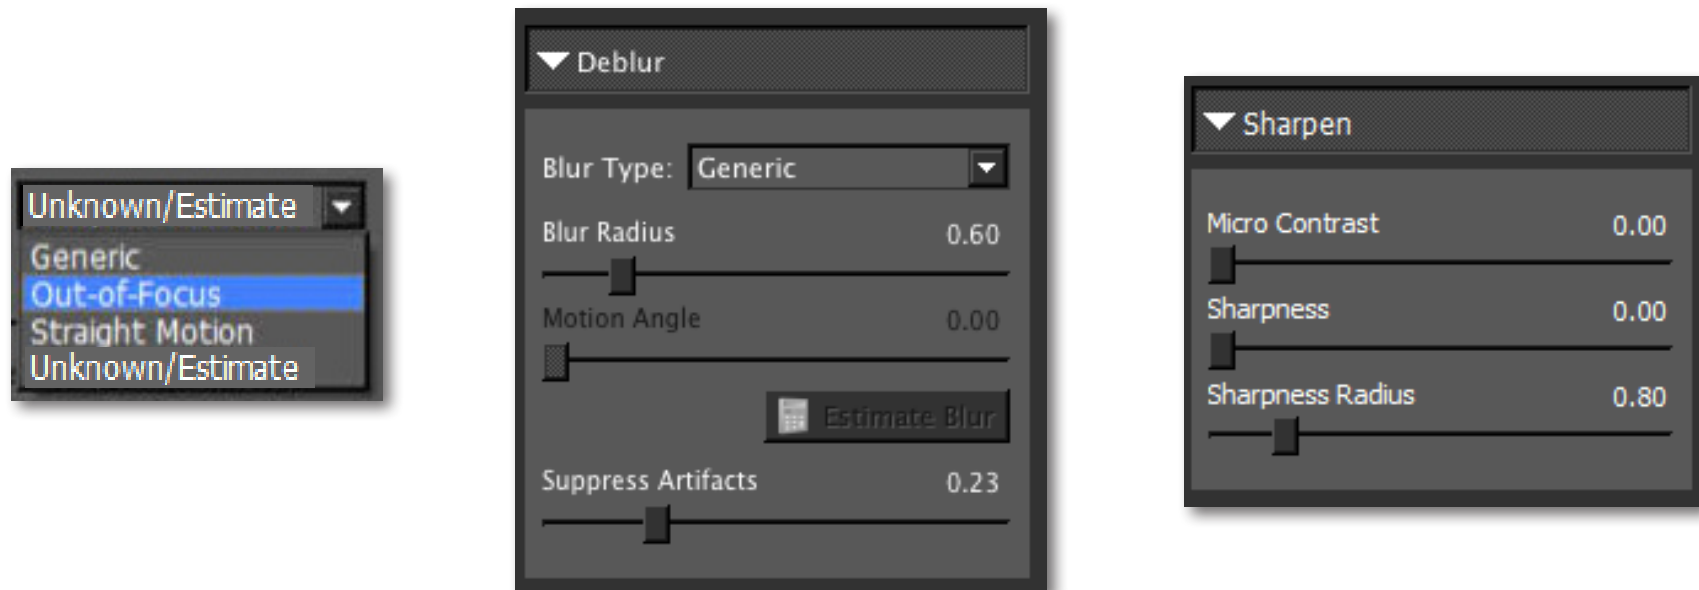 Unknown/Estimate
Generic
Out-of-Focus
Straight Motion
Unknown/Estimate
Deblur
Blur Type: Generic
Blur Radius 0.60
Motion Angle 0.00
Estimate Blur
Suppress Artifacts 0.23
Sharpen
Micro Contrast 0.00
Sharpness 0.00
Sharpness Radius 0.80